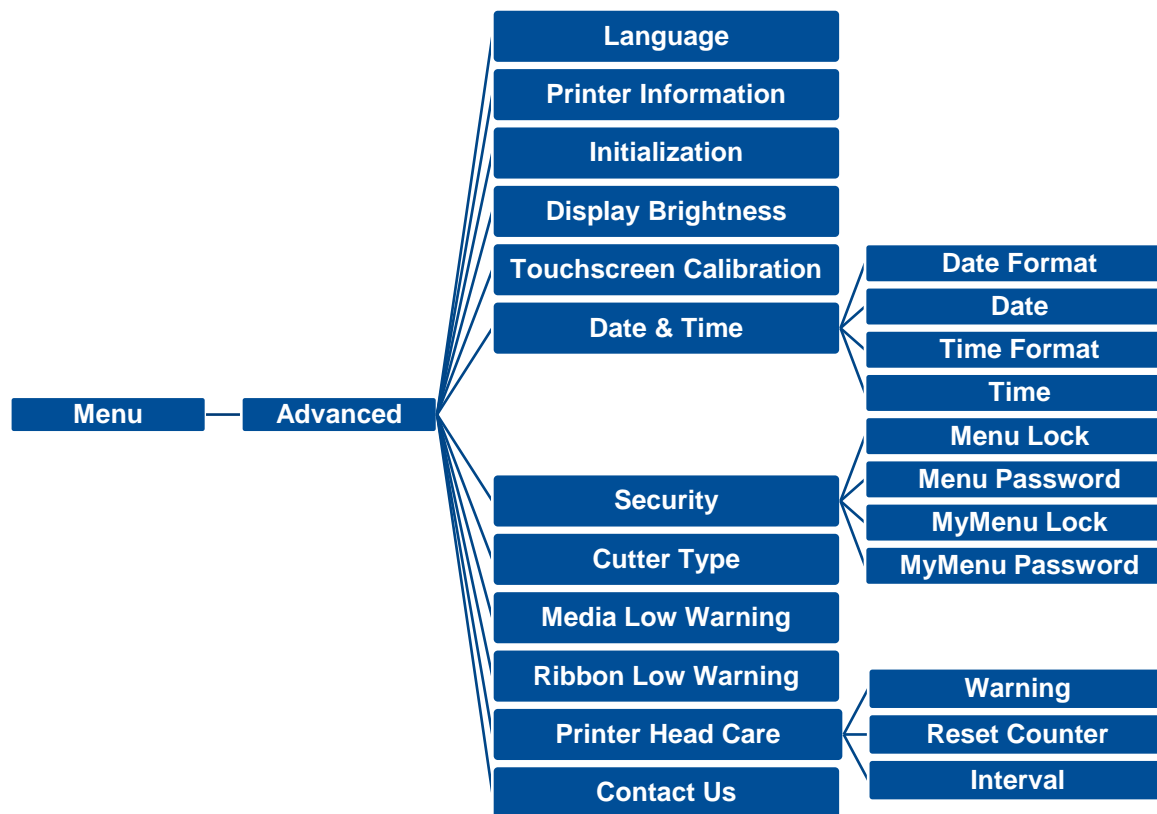 Menu
Advanced
Language
Printer Information
Initialization
Display Brightness
Touchscreen Calibration
Date & Time
Date Format
Date
Time Format
Time
Security
Menu Lock
Menu Password
MyMenu Lock
MyMenu Password
Cutter Type
Media Low Warning
Ribbon Low Warning
Printer Head Care
Warning
Reset Counter
Interval
Contact Us